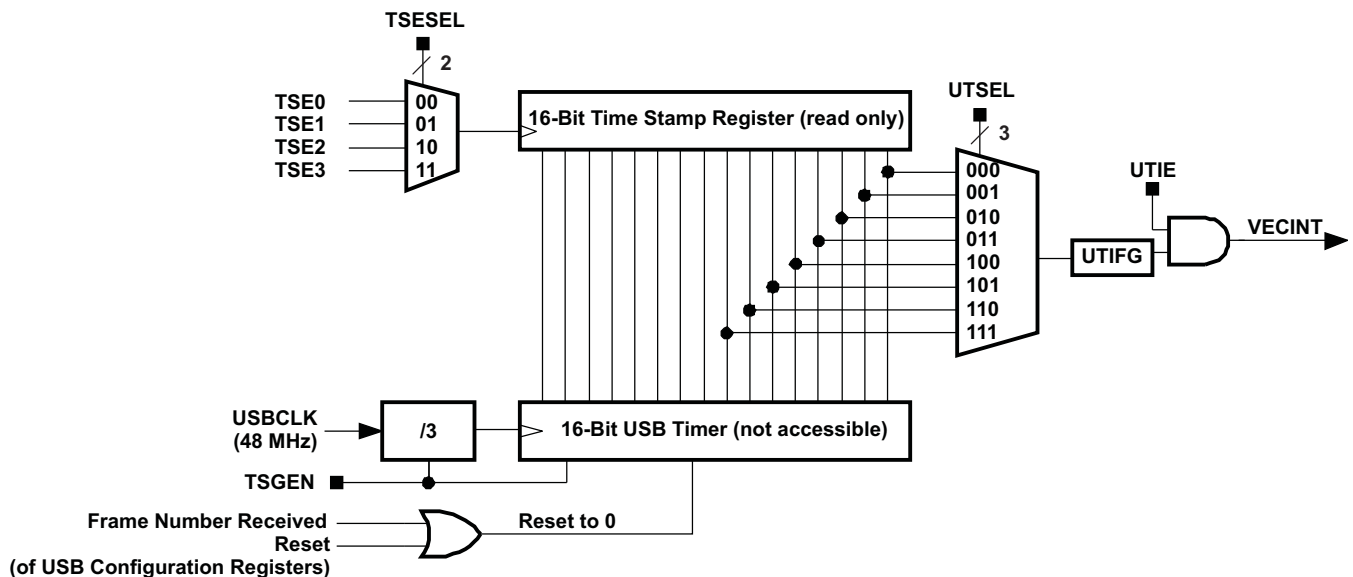 TSESEL
2
TSE0
TSE1
TSE2
TSE3
00
01
10
11
16-Bit Time Stamp Register (read only)
UTSEL
3
000
001
010
011
100
101
110
111
UTIE
UTIFG
VECINT
USBCLK
(48 MHz)
/3
16-Bit USB Timer (not accessible)
TSGEN
Frame Number Received
Reset
(of USB Configuration Registers)
Reset to 0